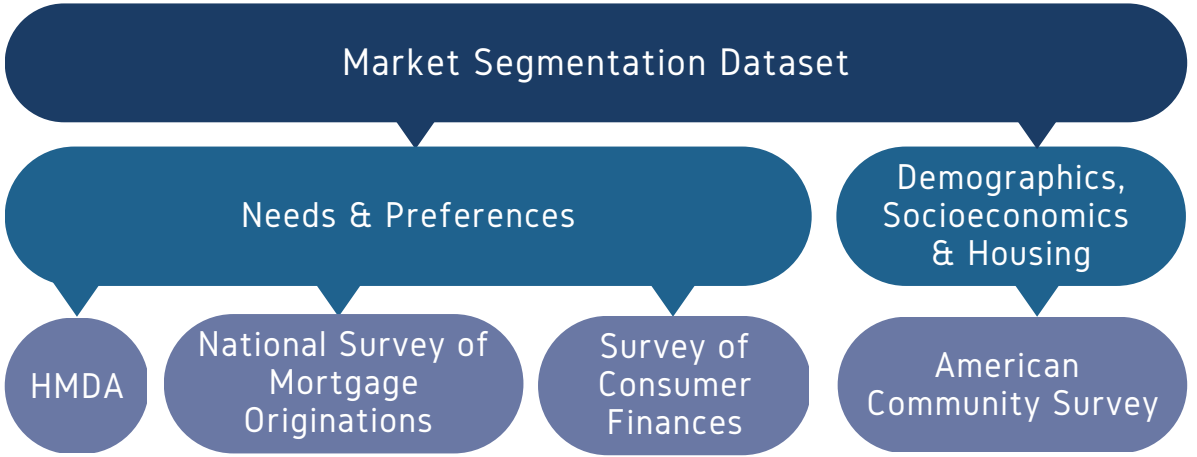 Market Segmentation Dataset
Needs & Preferences
Demographics,
Socioeconomics
& Housing
HMDA
National Survey of
Mortgage
Originations
Survey of
Consumer
Finances
American
Community Survey